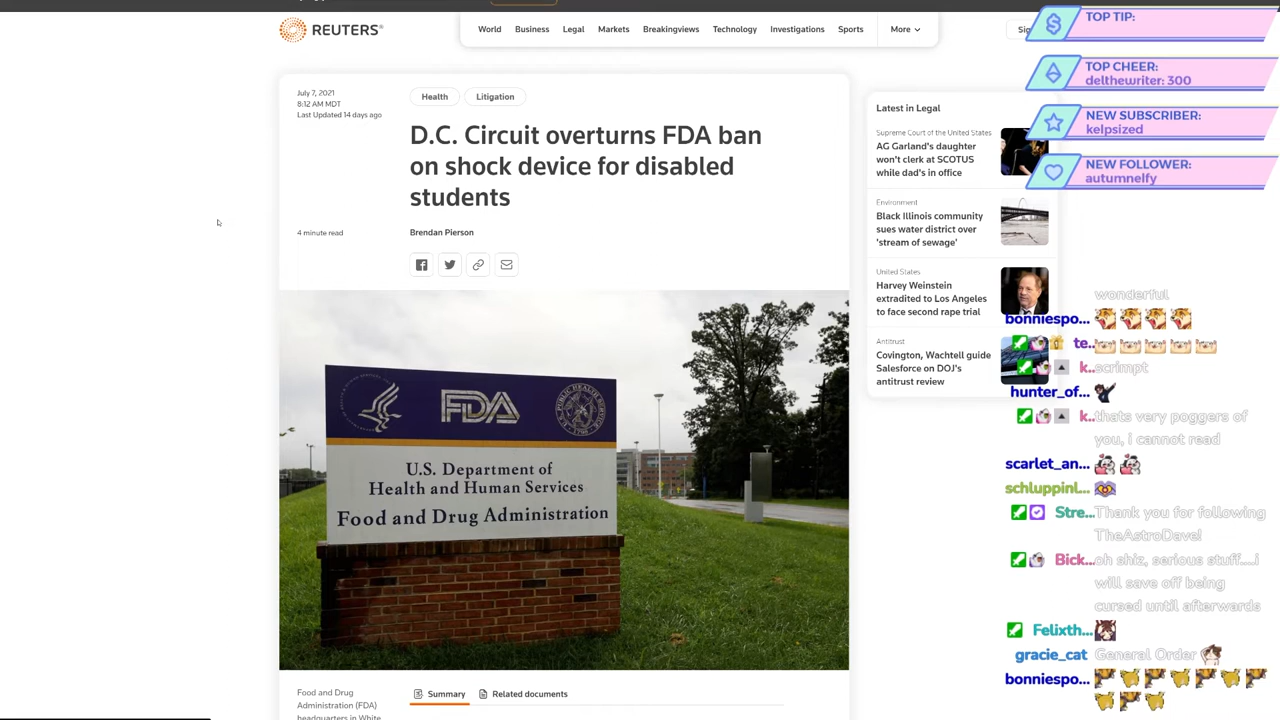 REUTERS®
World Business Legal Markets Breakingviews Technology Investigations Sports More
July 7, 2021
8:12 AM MDT
Last Updated 14 days ago
Health Litigation
D.C. Circuit overturns FDA ban
on shock device for disabled
students
4 minute read
Brendan Pierson
FDA
U.S. Department of
Health and Human Services
Food and Drug Administration
Food and Drug
Administration (FDA)
headquarters in White
Summary Related documents
Latest in Legal
Supreme Court of the United States
AG Garland's daughter
won't clerk at SCOTUS
while dad's in office
Environment
Black Illinois community
sues water district over
'stream of sewage'
United States
Harvey Weinstein
extradited to Los Angeles
to face second rape trial
Antitrust
Covington, Wachtell guide
Salesforce on DOJ's
antitrust review
TOP TIP:
TOP CHEER:
delthewriter: 300
NEW SUBSCRIBER:
kelpsized
NEW FOLLOWER:
autumnelfy
wonderful
bonniespo...
te...
k... scrimpt
hunter_of...
k... thats very poggers of
you, i cannot read
scarlet_an...
schluppinl...
Stre... Thank you for following
TheAstroDave!
Bick... oh shiz, serious stuff....i
will save off being
cursed until afterwards
Felixth...
gracie_cat General Order
bonniespo...